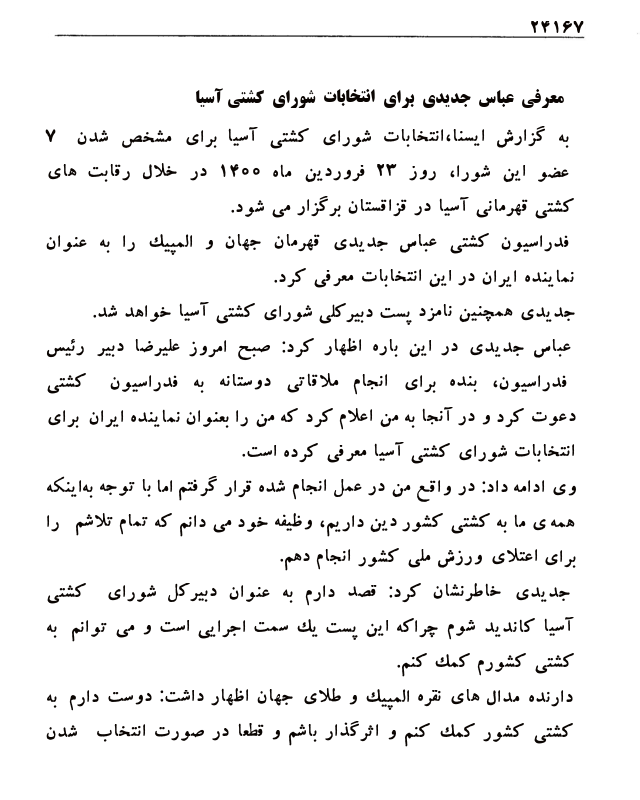 ۲۴۱۶۷
معرفی عباس جدیدی برای انتخابات شورای کشتی آسیا
به گزارش ایسنا،انتخابات شورای کشتی آسیا برای مشخص شدن ۷
عضو این شورا، روز ۲۳ فروردین ماه ۱۴۰۰ در خلال رقابت های
کشتی قهرمانی آسیا در قزاقستان برگزار می شود.
فدراسیون کشتی عباس جدیدی قهرمان جهان و المپیك را به عنوان
نماینده ایران در این انتخابات معرفی کرد.
جدیدی همچنین نامزد پست دبیرکلی شورای کشتی آسیا خواهد شد.
عباس جدیدی در این باره اظهار کرد: صبح امروز علیرضا دبیر رئیس
فدراسیون، بنده برای انجام ملاقاتی دوستانه به فدراسیون کشتی
دعوت کرد و در آنجا به من اعلام کرد که من را بعنوان نماینده ایران برای
انتخابات شورای کشتی آسیا معرفی کرده است.
وی ادامه داد: در واقع من در عمل انجام شده قرار گرفتم اما با توجه به‌اینکه
همه ی ما به کشتی کشور دین داریم، وظیفه خود می دانم که تمام تلاشم را
برای اعتلای ورزش ملی کشور انجام دهم.
جدیدی خاطرنشان کرد: قصد دارم به عنوان دبیرکل شورای کشتی
آسیا کاندید شوم چراکه این پست یك سمت اجرایی است و می توانم به
کشتی کشورم کمك کنم.
دارنده مدال های نقره المپیك و طلای جهان اظهار داشت: دوست دارم به
کشتی کشور کمك کنم و اثرگذار باشم و قطعا در صورت انتخاب شدن